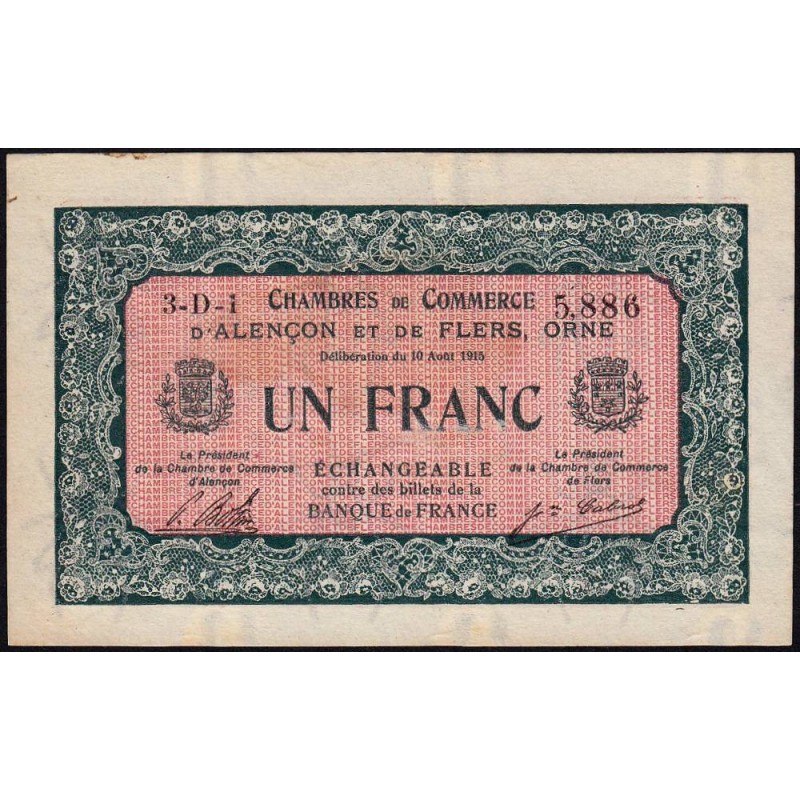 3-D-1 CHAMBRES DE COMMERCE 5,886
D'ALENÇON ET DE FLERS, ORNE
Délibération du 10 Août 1915
UN FRANC
Le Président
de la Chambre de Commerce
d'Alençon
ÉCHANGEABLE
contre des billets de la
BANQUE de FRANCE
Le Président
de la Chambre de Commerce
de Flers